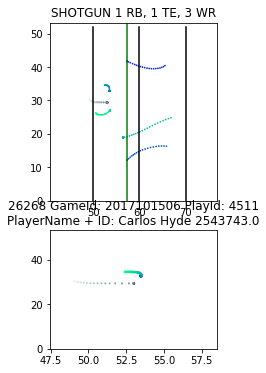 SHOTGUN 1 RB, 1 TE, 3 WR
50
40
30
20
10
0
50 60 70
26268 GameId: 2017101506 PlayId: 4511
PlayerName + ID: Carlos Hyde 2543743.0
40
20
0
47.5 50.0 52.5 55.0 57.5